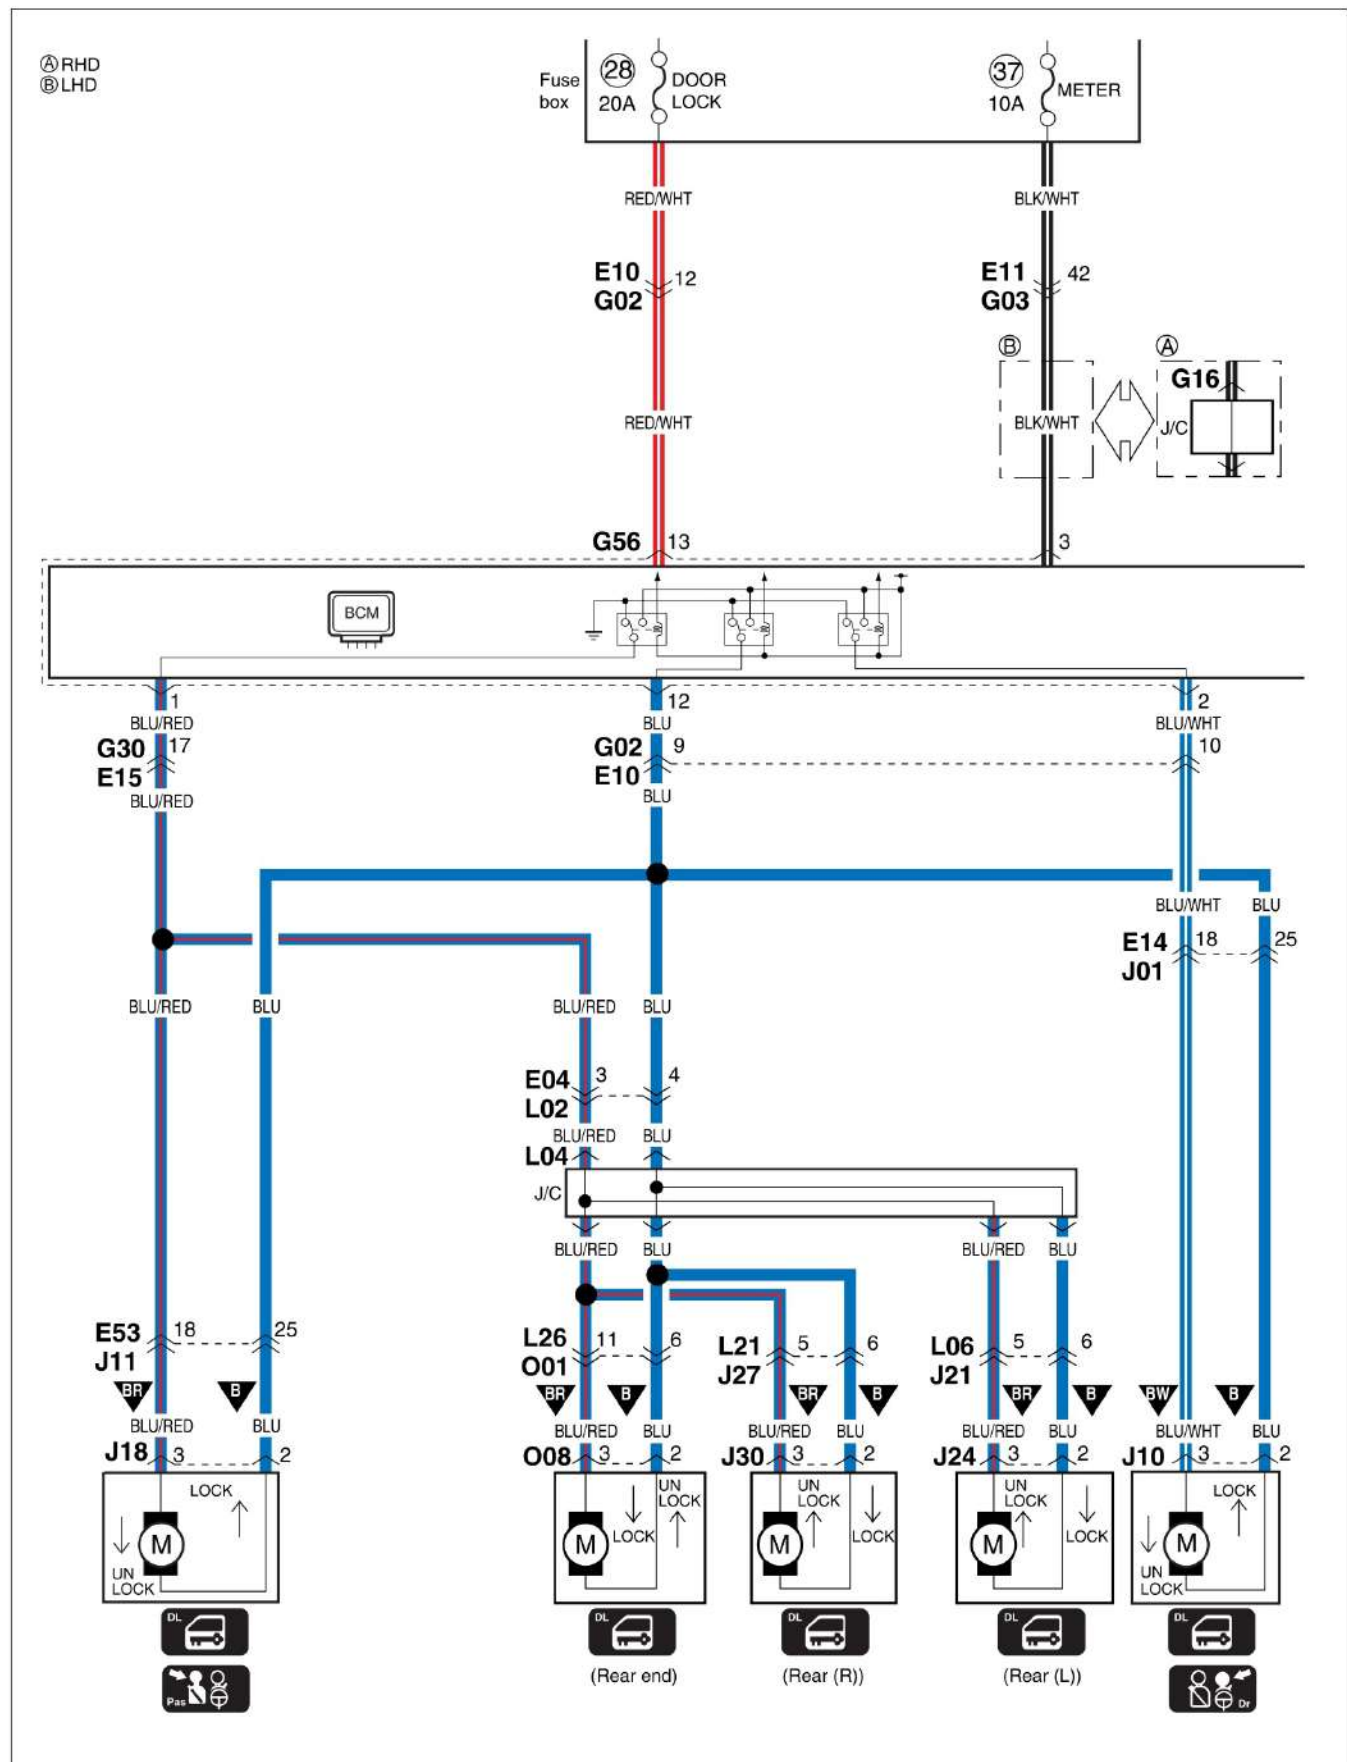 Ⓐ RHD
Ⓑ LHD
Fuse box
28
20A
DOOR LOCK
37
10A
METER
RED/WHT
BLK/WHT
E10
12
G02
E11
42
G03
Ⓑ
Ⓐ
G16
RED/WHT
BLK/WHT
J/C
G56
13
3
BCM
1
12
2
BLU/RED
BLU
BLU/WHT
G30
17
G02
9
10
E15
E10
BLU/RED
BLU
BLU/WHT
BLU
E14
18
25
J01
BLU/RED
BLU
BLU/RED
BLU
E04
3
4
L02
BLU/RED
BLU
L04
J/C
BLU/RED
BLU
BLU/RED
BLU
E53
18
25
J11
L26
11
6
O01
L21
5
6
J27
L06
5
6
J21
BR
B
BR
B
BR
B
BR
B
BW
B
BLU/RED
BLU
BLU/RED
BLU
BLU/RED
BLU
BLU/RED
BLU
BLU/WHT
BLU
J18
3
2
O08
3
2
J30
3
2
J24
3
2
J10
3
2
LOCK
M
UN LOCK
M
LOCK
UN LOCK
M
UN LOCK
LOCK
M
UN LOCK
LOCK
LOCK
M
UN LOCK
DL
DL
DL
DL
DL
Pas
(Rear end)
(Rear (R))
(Rear (L))
Dr